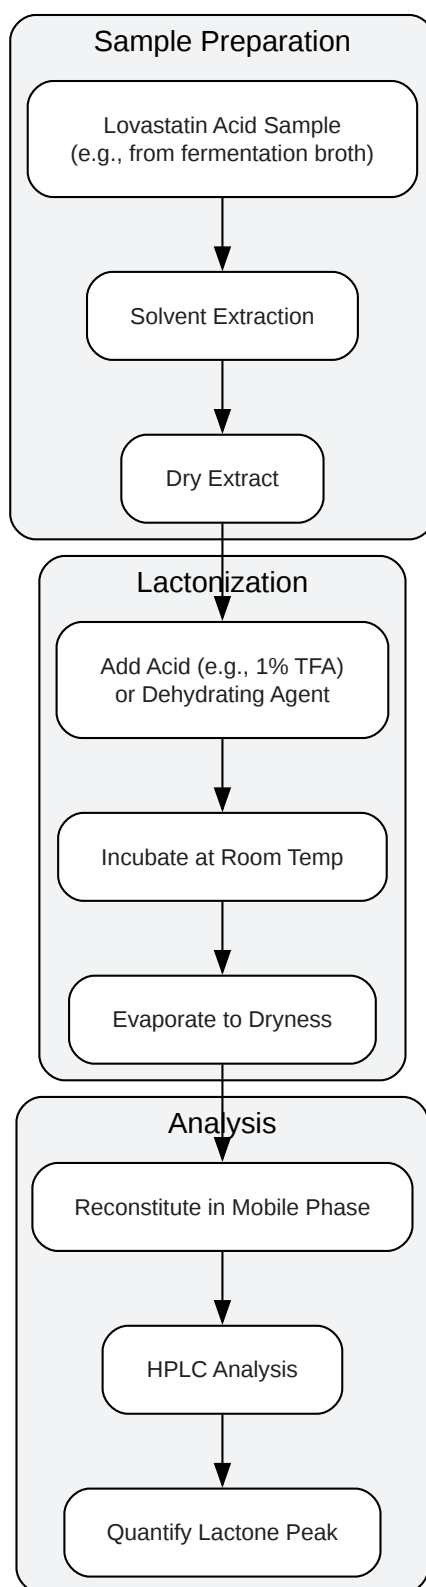 Sample Preparation
Lovastatin Acid Sample
(e.g., from fermentation broth)
Solvent Extraction
Dry Extract
Lactonization
Add Acid (e.g., 1% TFA)
or Dehydrating Agent
Incubate at Room Temp
Evaporate to Dryness
Analysis
Reconstitute in Mobile Phase
HPLC Analysis
Quantify Lactone Peak